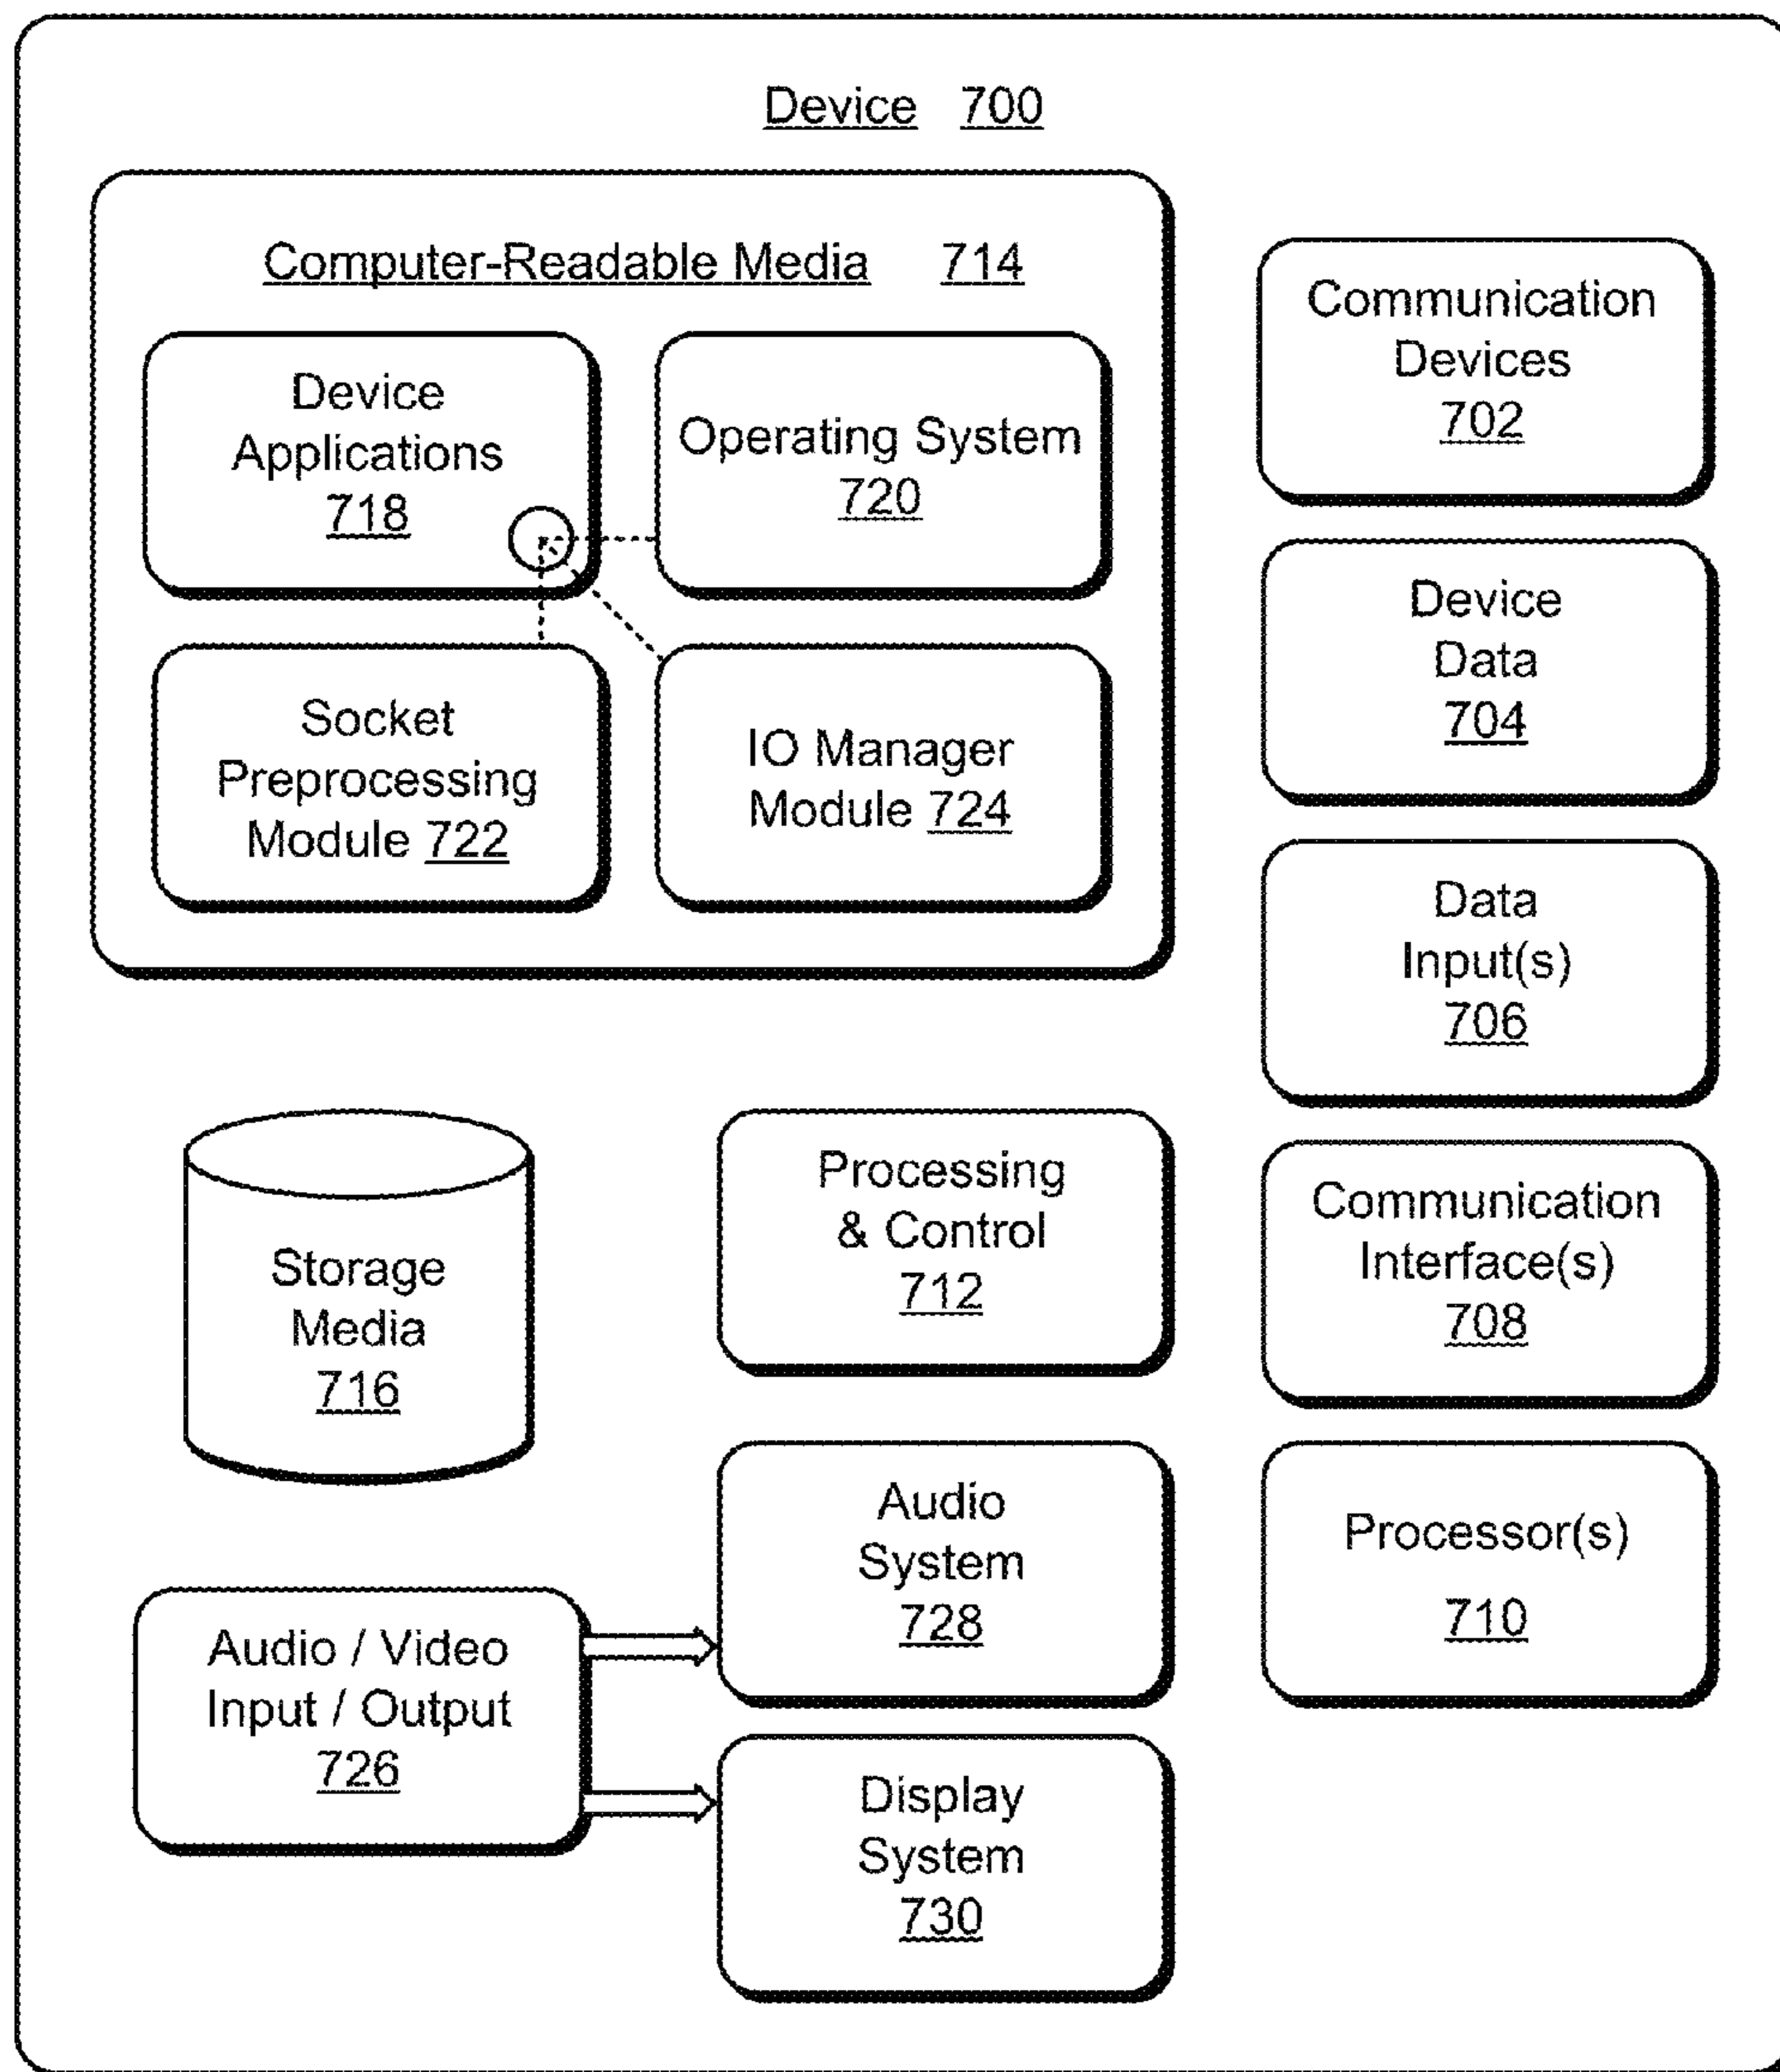 Device 700
Computer-Readable Media 714
Device
Applications
718
Operating System
720
Socket
Preprocessing
Module 722
IO Manager
Module 724
Communication
Devices
702
Device
Data
704
Data
Input(s)
706
Communication
Interface(s)
708
Processor(s)
710
Storage
Media
716
Processing
& Control
712
Audio / Video
Input / Output
726
Audio
System
728
Display
System
730